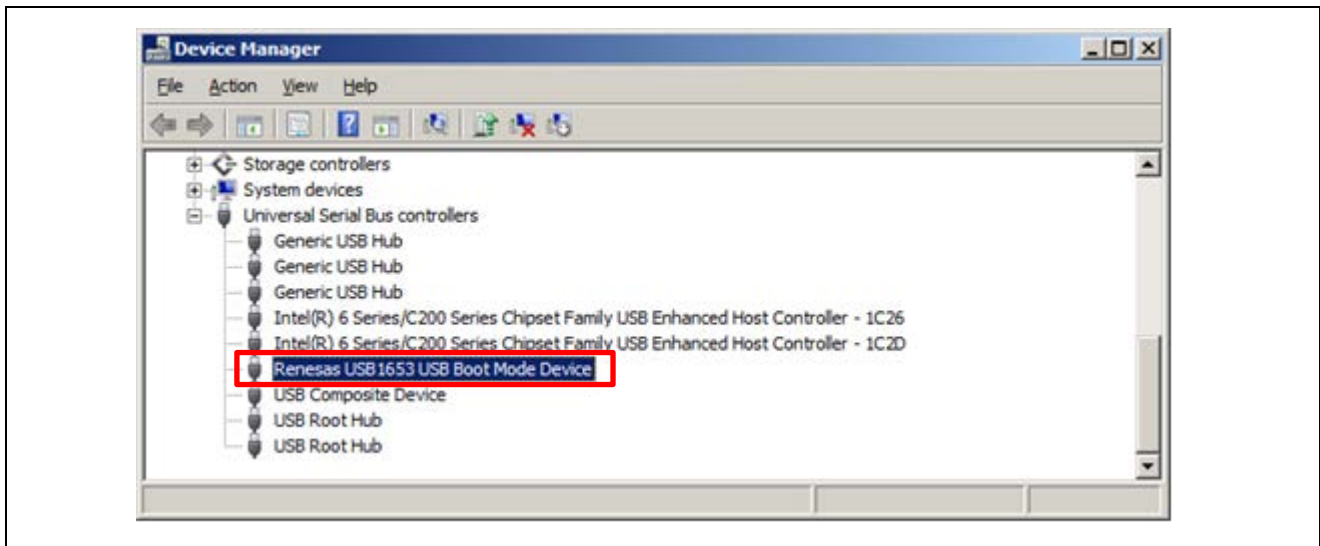 Device Manager
File Action View Help
Storage controllers
System devices
Universal Serial Bus controllers
Generic USB Hub
Generic USB Hub
Generic USB Hub
Intel(R) 6 Series/C200 Series Chipset Family USB Enhanced Host Controller - 1C26
Intel(R) 6 Series/C200 Series Chipset Family USB Enhanced Host Controller - 1C2D
Renesas USB1653 USB Boot Mode Device
USB Composite Device
USB Root Hub
USB Root Hub